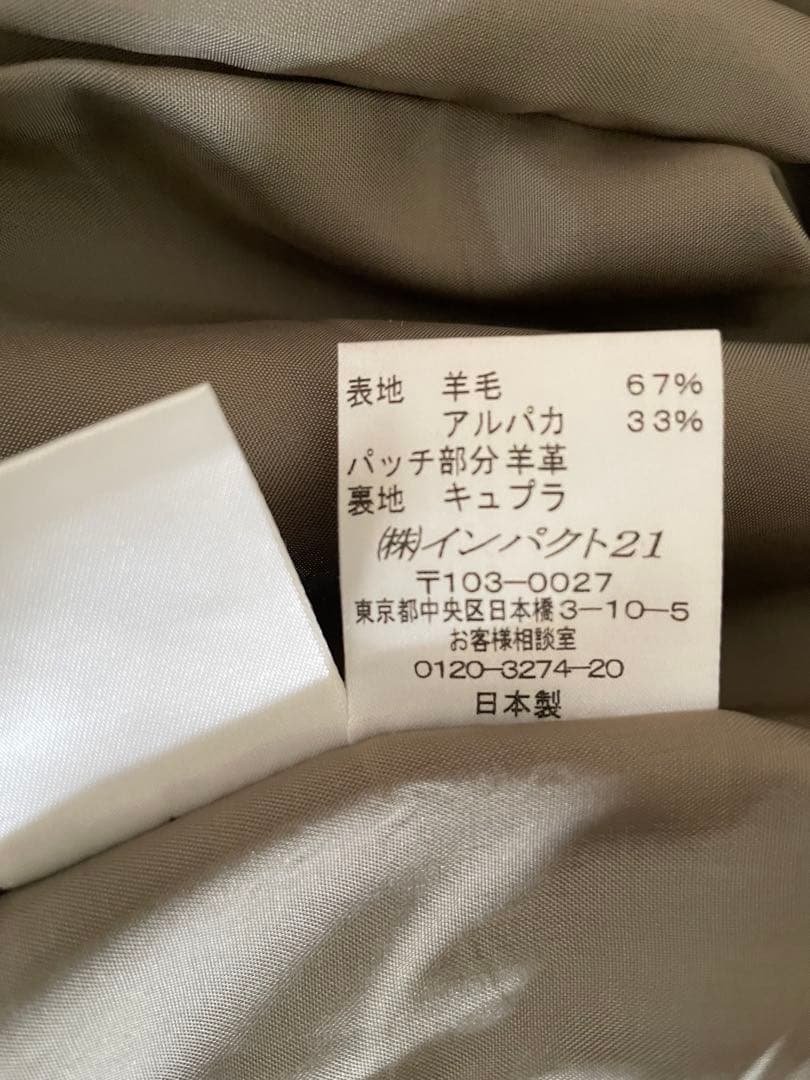 表地 羊毛 67%
アルパカ 33%
パッチ部分 羊革
裏地 キュプラ
㈱インパクト21
〒103-0027
東京都中央区日本橋3-10-5
お客様相談室
0120-3274-20
日本製